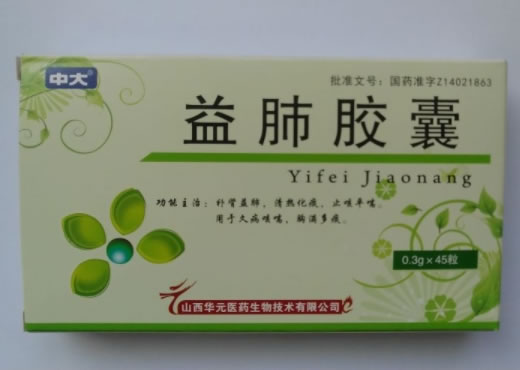 中大®
批准文号：国药准字Z14021863
益肺胶囊
Yifei Jiaonang
功能主治：补肾益肺，清热化痰，止咳平喘。
用于久病咳喘，胸满多痰。
0.3g×45粒
山西华元医药生物技术有限公司